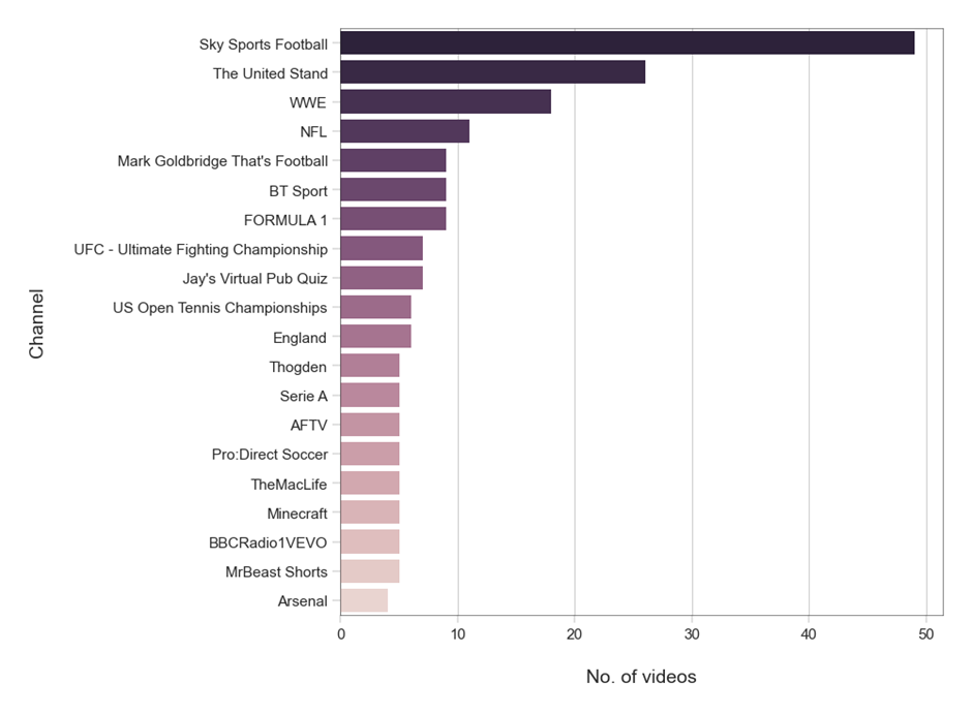 Sky Sports Football
The United Stand
WWE
NFL
Mark Goldbridge That's Football
BT Sport
FORMULA 1
UFC - Ultimate Fighting Championship
Jay's Virtual Pub Quiz
US Open Tennis Championships
England
Thogden
Serie A
AFTV
Pro:Direct Soccer
TheMacLife
Minecraft
BBCRadio1VEVO
MrBeast Shorts
Arsenal
Channel
0 10 20 30 40 50
No. of videos